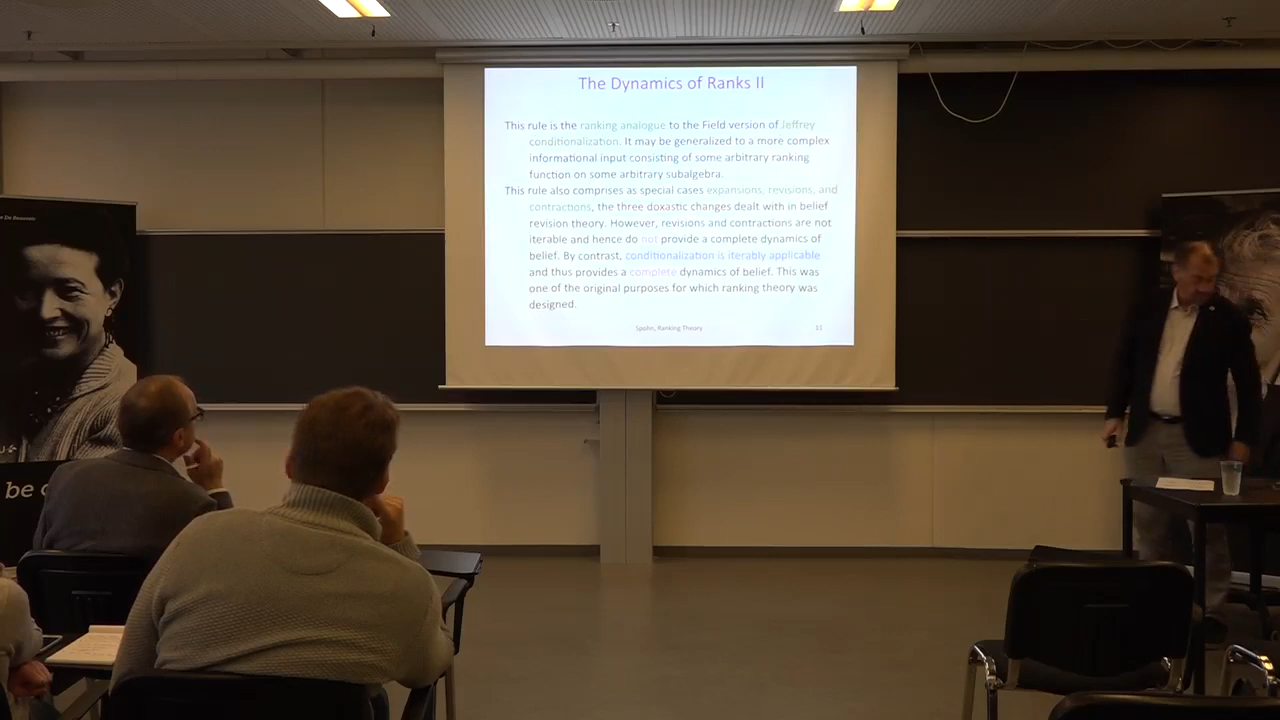 The Dynamics of Ranks II
This rule is the ranking analogue to the Field version of Jeffrey
conditionalization. It may be generalized to a more complex
informational input consisting of some arbitrary ranking
function on some arbitrary subalgebra.
This rule also comprises as special cases expansions, revisions, and
contractions, the three doxastic changes dealt with in belief
revision theory. However, revisions and contractions are not
iterable and hence do not provide a complete dynamics of
belief. By contrast, conditionalization is iterably applicable
and thus provides a complete dynamics of belief. This was
one of the original purposes for which ranking theory was
designed.
Spohn, Ranking Theory
De Beauvoir
be